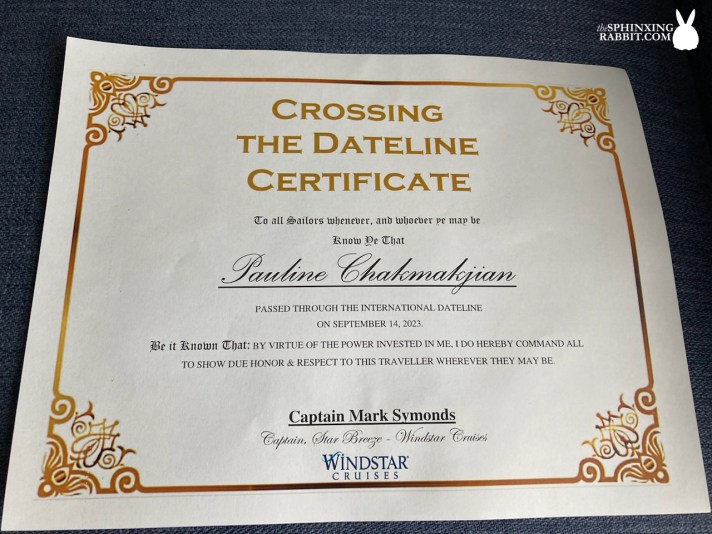 theSPHINXING
RABBIT.COM
CROSSING
THE DATELINE
CERTIFICATE
To all Sailors whenever, and whoever ye may be
Know Ye That
Pauline Chakmakjian
PASSED THROUGH THE INTERNATIONAL DATELINE
ON SEPTEMBER 14, 2023.
Be it Known That: BY VIRTUE OF THE POWER INVESTED IN ME, I DO HEREBY COMMAND ALL
TO SHOW DUE HONOR & RESPECT TO THIS TRAVELLER WHEREVER THEY MAY BE.
Captain Mark Symonds
Captain, Star Breeze - Windstar Cruises
WINDSTAR®
CRUISES